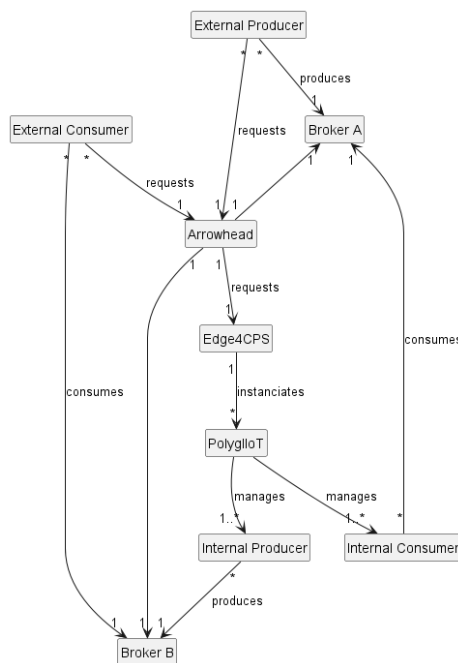 External Producer
* *
produces
External Consumer
1
Broker A
* *
requests
1 1
requests
1 1 1
Arrowhead
1 1
requests
1
Edge4CPS
consumes
consumes
1
instanciates
*
PolyglIoT
manages
manages
1..*
1..*
*
Internal Producer
Internal Consumer
*
produces
1 1 1
Broker B